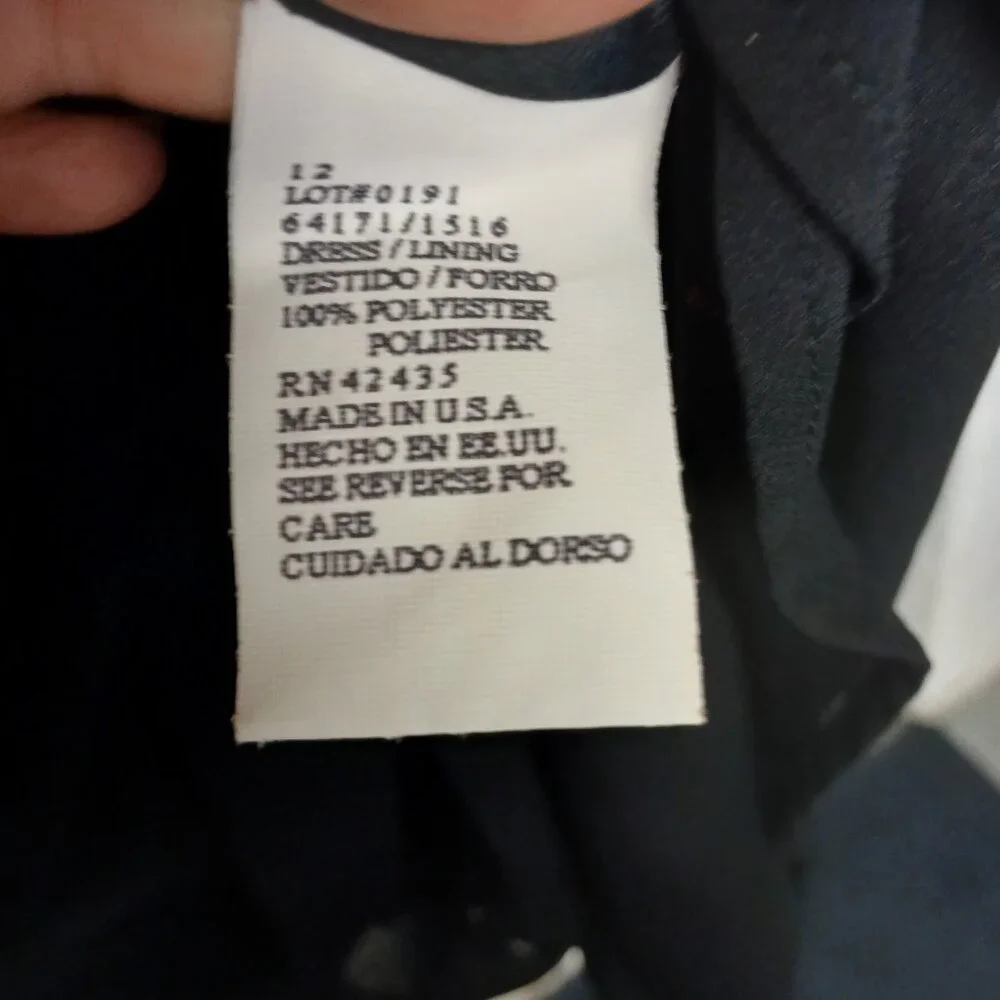 12
LOT#0191
64171/1516
DRESS / LINING
VESTIDO / FORRO
100% POLYESTER
POLIESTER
RN 42435
MADE IN U.S.A.
HECHO EN EE.UU.
SEE REVERSE FOR
CARE
CUIDADO AL DORSO